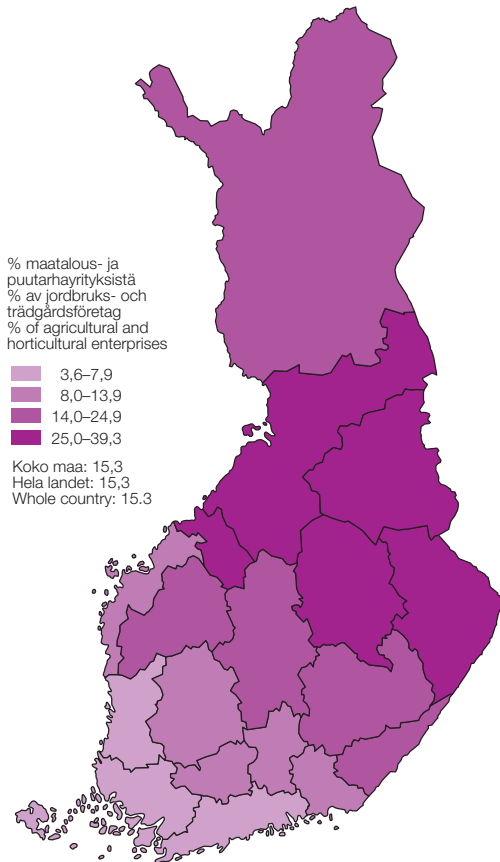 % maatalous- ja
puutarhayrityksistä
% av jordbruks- och
trädgårdsföretag
% of agricultural and
horticultural enterprises
3,6–7,9
8,0–13,9
14,0–24,9
25,0–39,3
Koko maa: 15,3
Hela landet: 15,3
Whole country: 15.3